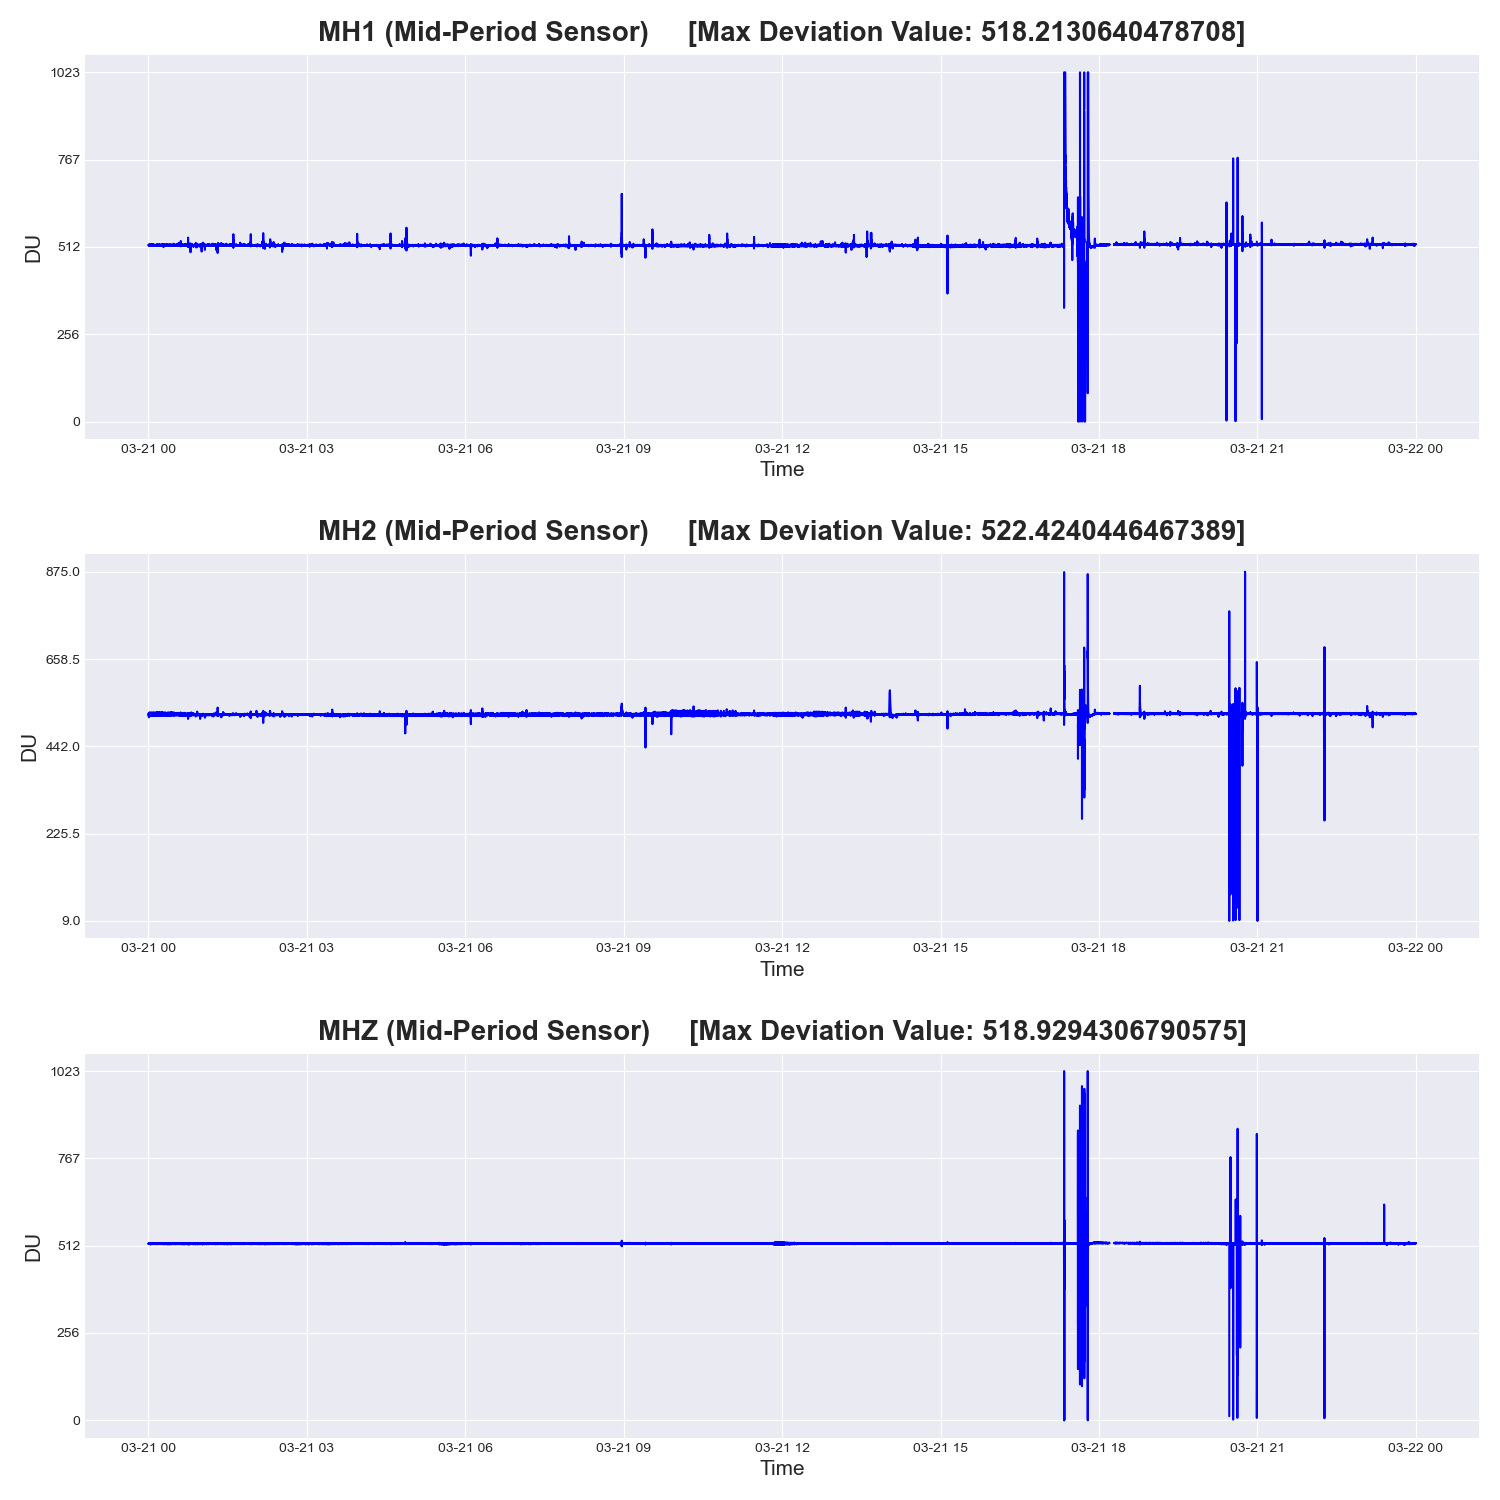 MH1 (Mid-Period Sensor) [Max Deviation Value: 518.2130640478708]
1023
767
512
256
0
DU
03-21 00 03-21 03 03-21 06 03-21 09 03-21 12 03-21 15 03-21 18 03-21 21 03-22 00
Time
MH2 (Mid-Period Sensor) [Max Deviation Value: 522.4240446467389]
875.0
658.5
442.0
225.5
9.0
DU
03-21 00 03-21 03 03-21 06 03-21 09 03-21 12 03-21 15 03-21 18 03-21 21 03-22 00
Time
MHZ (Mid-Period Sensor) [Max Deviation Value: 518.9294306790575]
1023
767
512
256
0
DU
03-21 00 03-21 03 03-21 06 03-21 09 03-21 12 03-21 15 03-21 18 03-21 21 03-22 00
Time